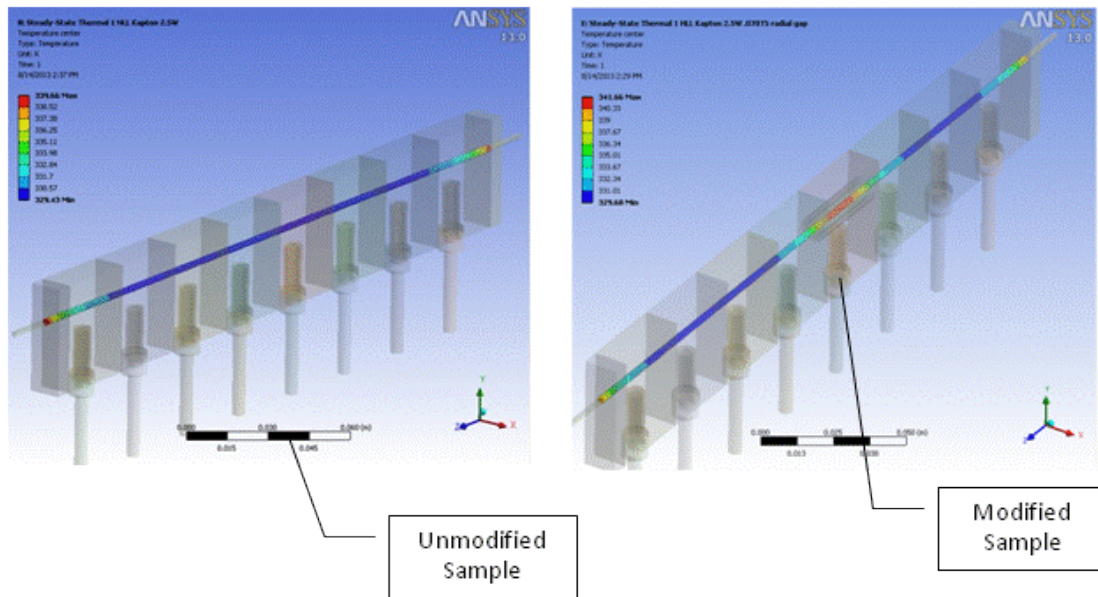 ANSYS
13.0
Steady-State Thermal 1 HLL Kapton 2.5W
Temperature center
Type: Temperature
Unit: K
Time: 1
8/14/2013 2:37 PM
339.66 Max
338.52
337.38
336.25
335.11
333.98
332.84
331.7
330.57
329.43 Min
0.000
0.030
0.060 (m)
0.015
0.045
Y
Z
X
Unmodified
Sample
ANSYS
13.0
Steady-State Thermal 1 HLL Kapton 2.5W .03075 radial gap
Temperature center
Type: Temperature
Unit: K
Time: 1
8/14/2013 2:29 PM
341.66 Max
340.33
339
337.67
336.34
335.01
333.67
332.34
331.01
329.68 Min
0.000
0.025
0.050 (m)
0.013
0.038
Y
Z
X
Modified
Sample